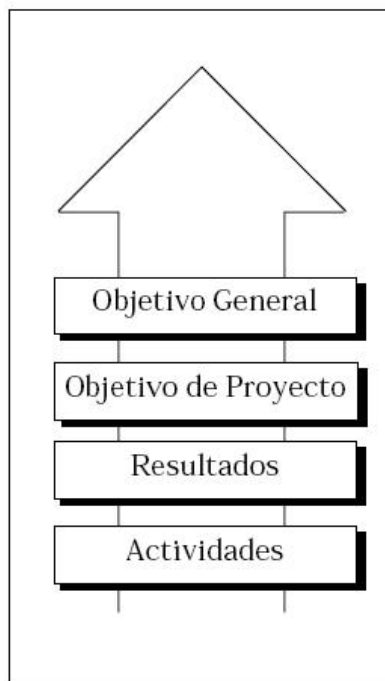 Objetivo General
Objetivo de Proyecto
Resultados
Actividades